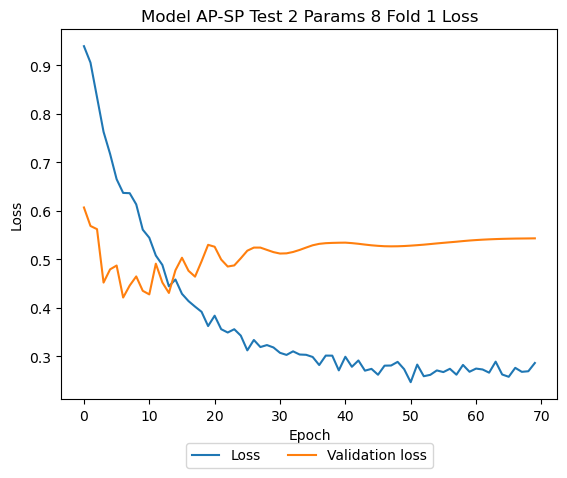 Model AP-SP Test 2 Params 8 Fold 1 Loss
0.9
0.8
0.7
0.6
0.5
0.4
0.3
Loss
0 10 20 30 40 50 60 70
Epoch
Loss Validation loss